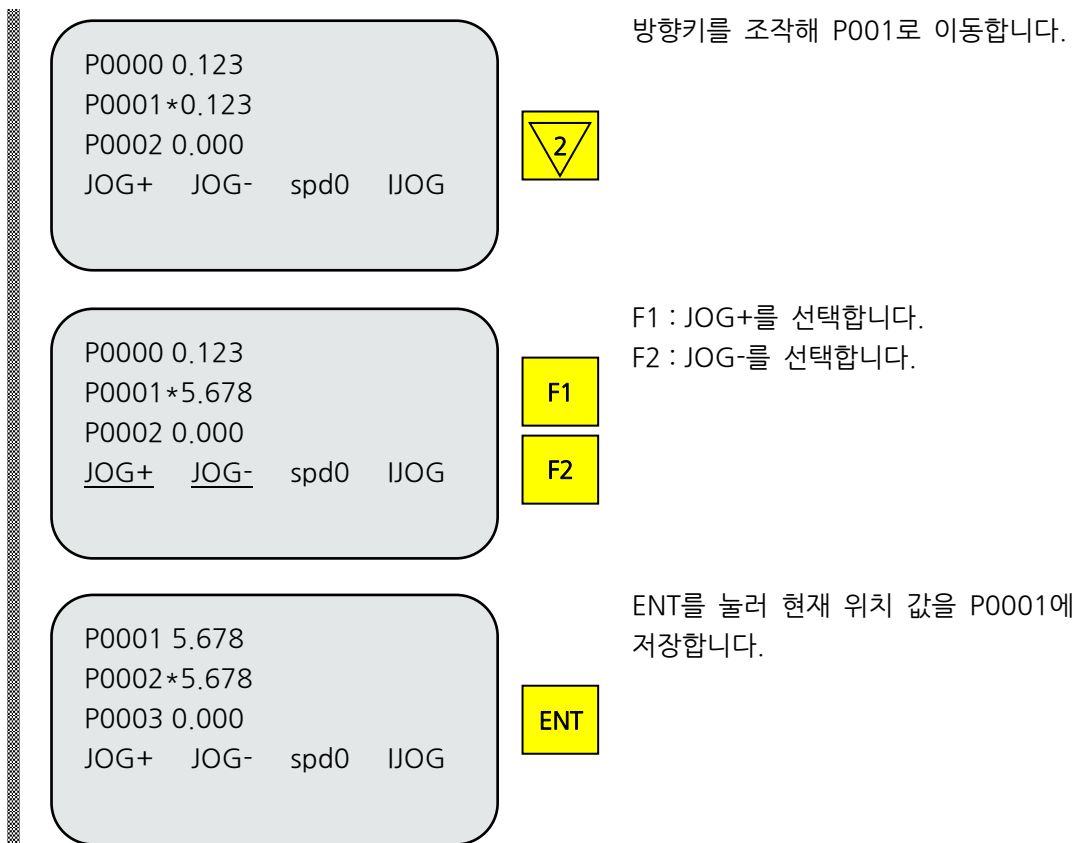 방향키를 조작해 P001로 이동합니다.
P0000 0.123
P0001*0.123
P0002 0.000
JOG+ JOG- spd0 IJOG
2
F1 : JOG+를 선택합니다.
F2 : JOG-를 선택합니다.
P0000 0.123
P0001*5.678
P0002 0.000
JOG+ JOG- spd0 IJOG
F1
F2
ENT를 눌러 현재 위치 값을 P0001에
저장합니다.
P0001 5.678
P0002*5.678
P0003 0.000
JOG+ JOG- spd0 IJOG
ENT